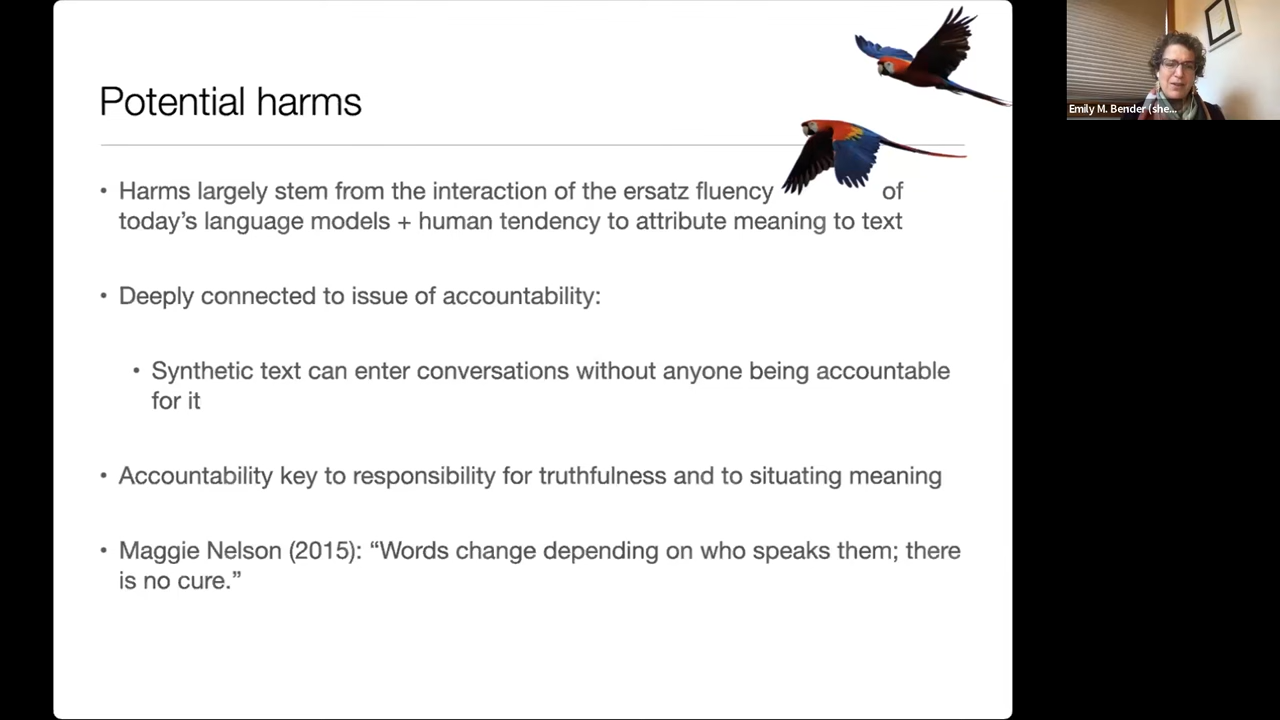 Potential harms
• Harms largely stem from the interaction of the ersatz fluency of
today’s language models + human tendency to attribute meaning to text
• Deeply connected to issue of accountability:
• Synthetic text can enter conversations without anyone being accountable
for it
• Accountability key to responsibility for truthfulness and to situating meaning
• Maggie Nelson (2015): “Words change depending on who speaks them; there
is no cure.”
Emily M. Bender (she...